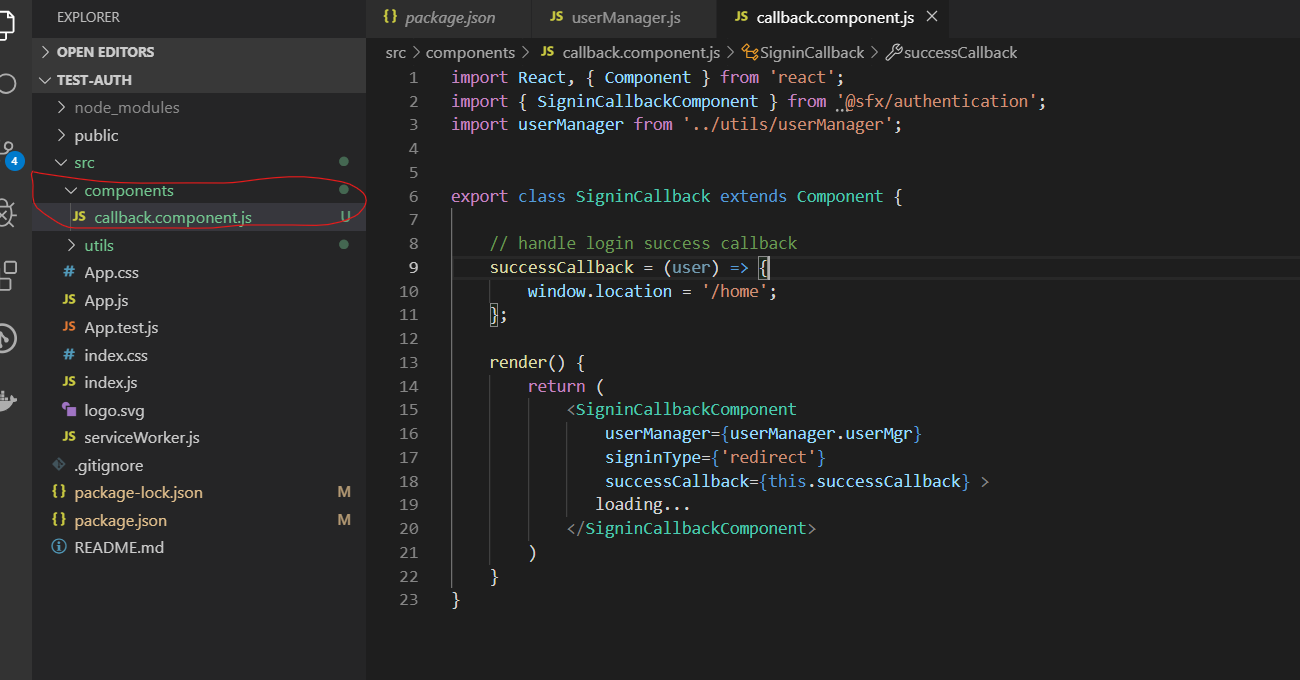 EXPLORER
OPEN EDITORS
TEST-AUTH
node_modules
public
4
src
components
JS callback.component.js U
utils
# App.css
JS App.js
JS App.test.js
# index.css
JS index.js
logo.svg
JS serviceWorker.js
.gitignore
{} package-lock.json M
{} package.json M
README.md
{} package.json JS userManager.js JS callback.component.js ×
src > components > JS callback.component.js > SigninCallback > successCallback
1 import React, { Component } from 'react';
2 import { SigninCallbackComponent } from '@sfx/authentication';
3 import userManager from '../utils/userManager';
4
5
6 export class SigninCallback extends Component {
7
8 // handle login success callback
9 successCallback = (user) => {
10 window.location = '/home';
11 };
12
13 render() {
14 return (
15 <SigninCallbackComponent
16 userManager={userManager.userMgr}
17 signinType={'redirect'}
18 successCallback={this.successCallback} >
19 loading...
20 </SigninCallbackComponent>
21 )
22 }
23 }